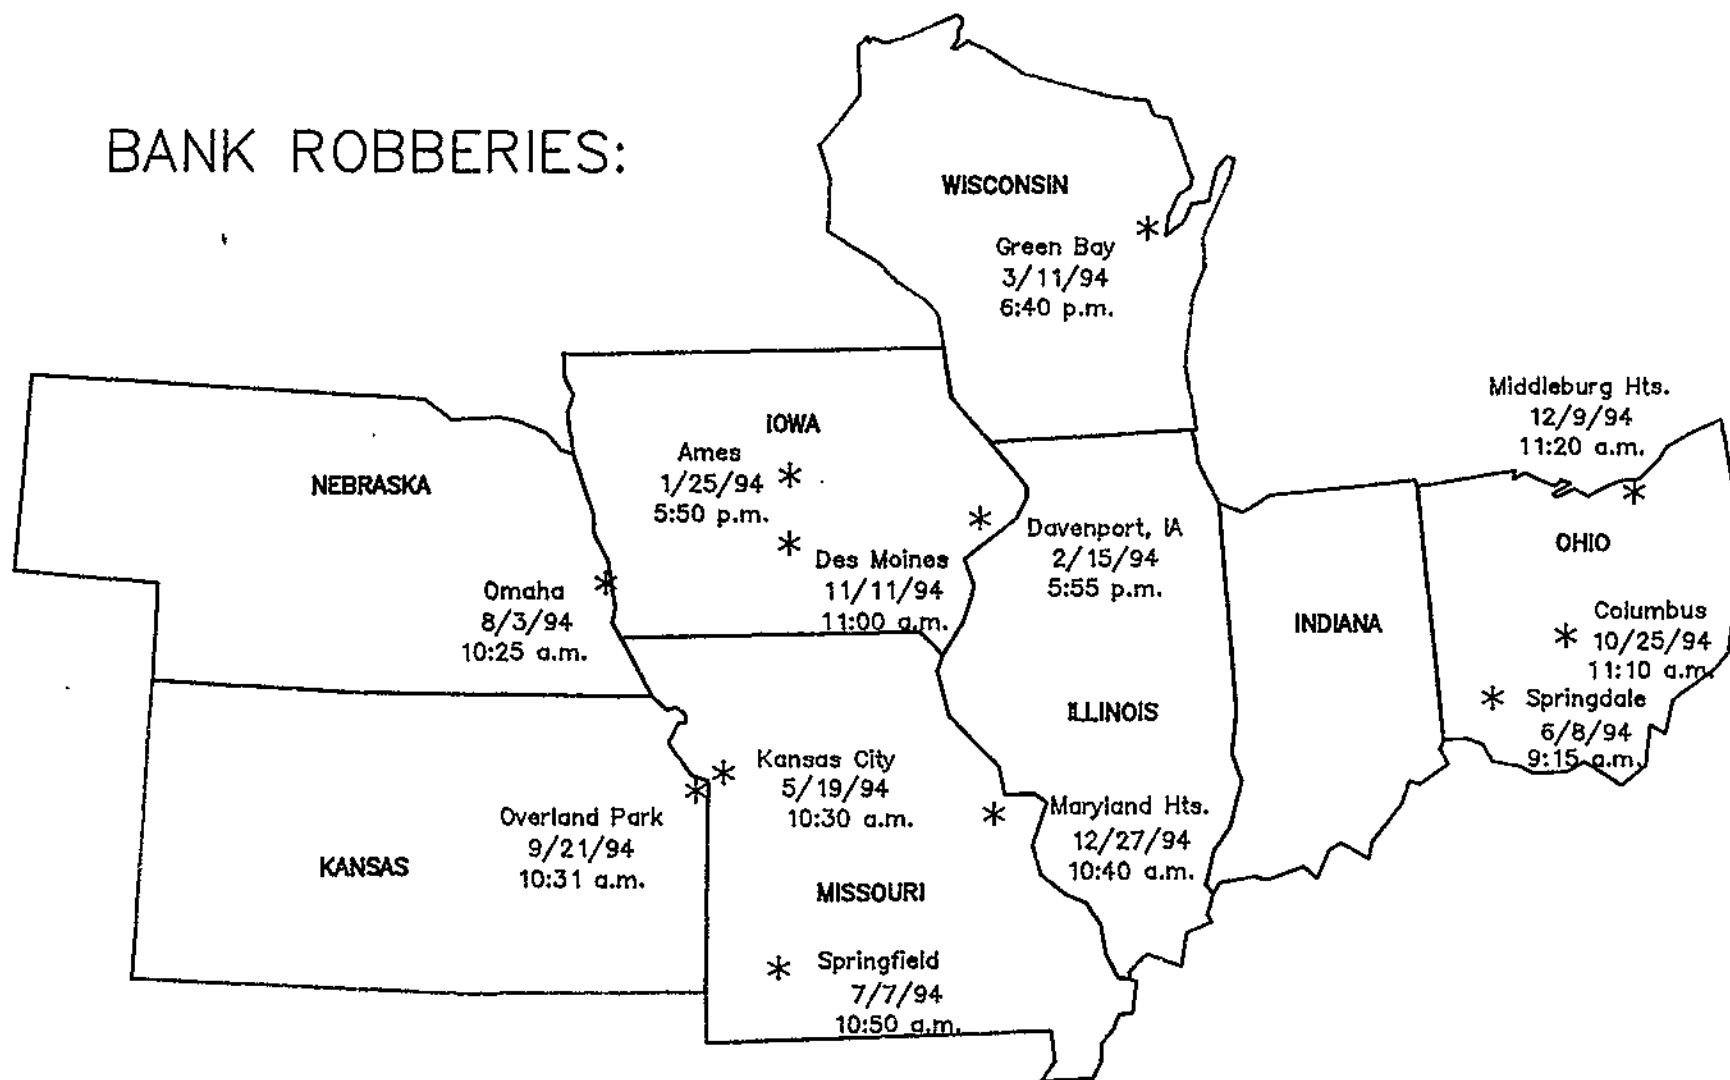 BANK ROBBERIES:
WISCONSIN
Green Bay
3/11/94
6:40 p.m.
Middleburg Hts.
12/9/94
11:20 a.m.
IOWA
Ames
1/25/94
5:50 p.m.
NEBRASKA
Davenport, IA
2/15/94
5:55 p.m.
OHIO
Des Moines
11/11/94
11:00 a.m.
Omaha
8/3/94
10:25 a.m.
INDIANA
Columbus
10/25/94
11:10 a.m.
ILLINOIS
Springdale
6/8/94
9:15 a.m.
Kansas City
5/19/94
10:30 a.m.
Overland Park
9/21/94
10:31 a.m.
Maryland Hts.
12/27/94
10:40 a.m.
KANSAS
MISSOURI
Springfield
7/7/94
10:50 a.m.